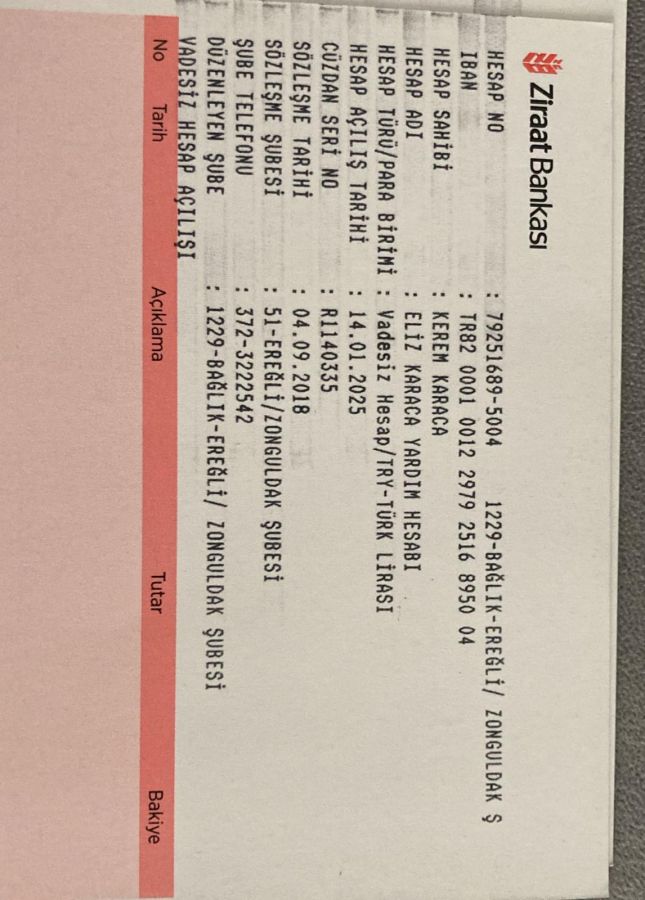 Ziraat Bankası
HESAP NO : 79251689-5004 1229-BAĞLIK-EREĞLİ/ ZONGULDAK Ş
IBAN : TR82 0001 0012 2979 2516 8950 04
HESAP SAHİBİ : KEREM KARACA
HESAP ADI : ELİZ KARACA YARDIM HESABI
HESAP TÜRÜ/PARA BİRİMİ : Vadesiz Hesap/TRY-TÜRK LİRASI
HESAP AÇILIŞ TARİHİ : 14.01.2025
CÜZDAN SERİ NO : R1140335
SÖZLEŞME TARİHİ : 04.09.2018
SÖZLEŞME ŞUBESİ : 51-EREĞLİ/ZONGULDAK ŞUBESİ
ŞUBE TELEFONU : 372-3222542
DÜZENLEYEN ŞUBE : 1229-BAĞLIK-EREĞLİ/ ZONGULDAK ŞUBESİ
VADESİZ HESAP AÇILIŞI
No Tarih Açıklama Tutar Bakiye